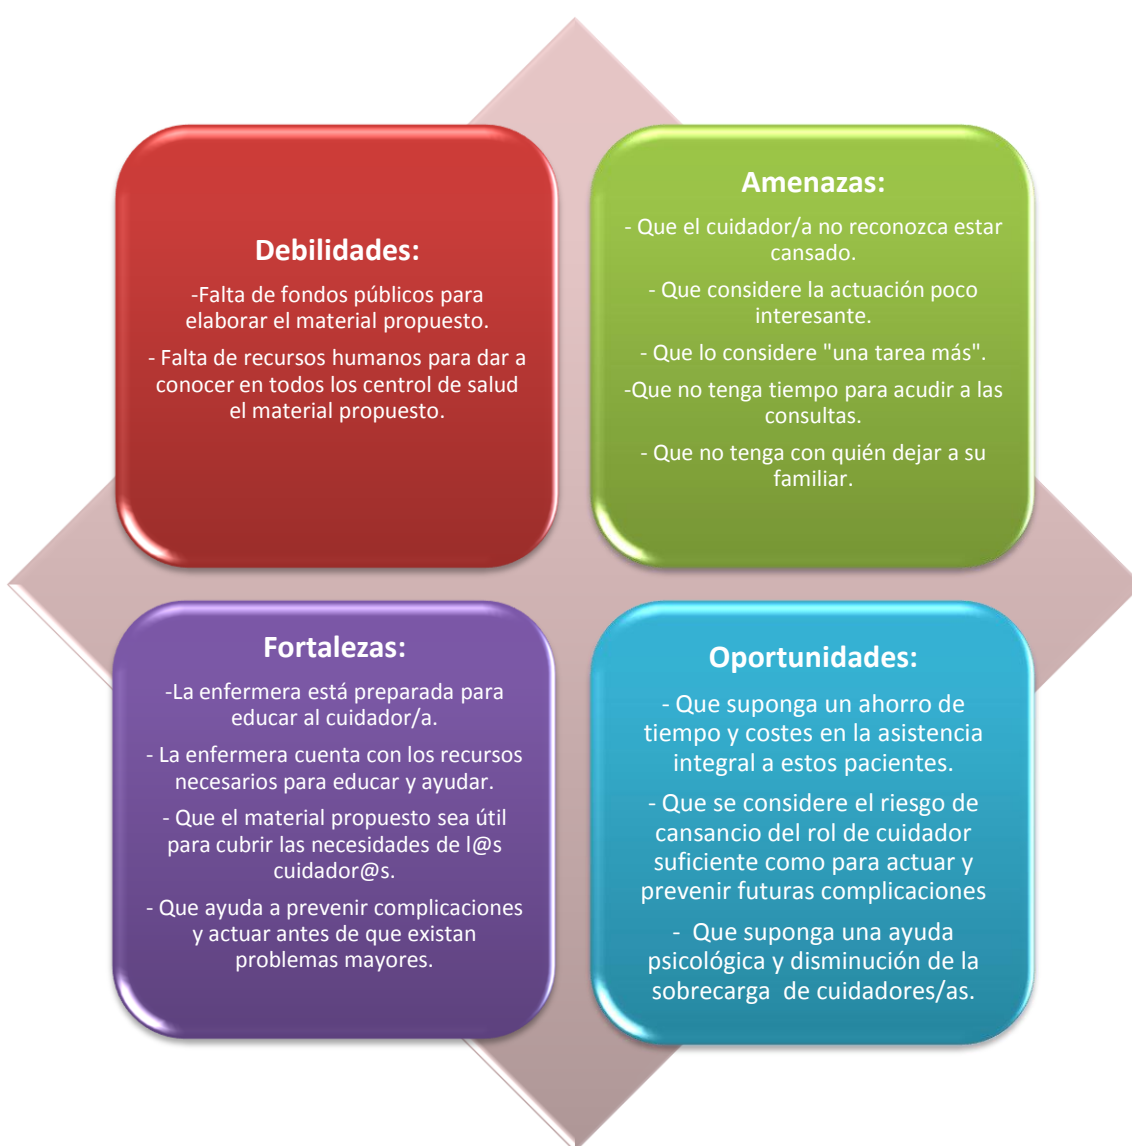 Debilidades:
-Falta de fondos públicos para
elaborar el material propuesto.
- Falta de recursos humanos para dar a
conocer en todos los central de salud
el material propuesto.
Amenazas:
- Que el cuidador/a no reconozca estar
cansado.
- Que considere la actuación poco
interesante.
- Que lo considere "una tarea más".
-Que no tenga tiempo para acudir a las
consultas.
- Que no tenga con quién dejar a su
familiar.
Fortalezas:
-La enfermera está preparada para
educar al cuidador/a.
- La enfermera cuenta con los recursos
necesarios para educar y ayudar.
- Que el material propuesto sea útil
para cubrir las necesidades de l@s
cuidador@s.
- Que ayuda a prevenir complicaciones
y actuar antes de que existan
problemas mayores.
Oportunidades:
- Que suponga un ahorro de
tiempo y costes en la asistencia
integral a estos pacientes.
- Que se considere el riesgo de
cansancio del rol de cuidador
suficiente como para actuar y
prevenir futuras complicaciones
- Que suponga una ayuda
psicológica y disminución de la
sobrecarga de cuidadores/as.